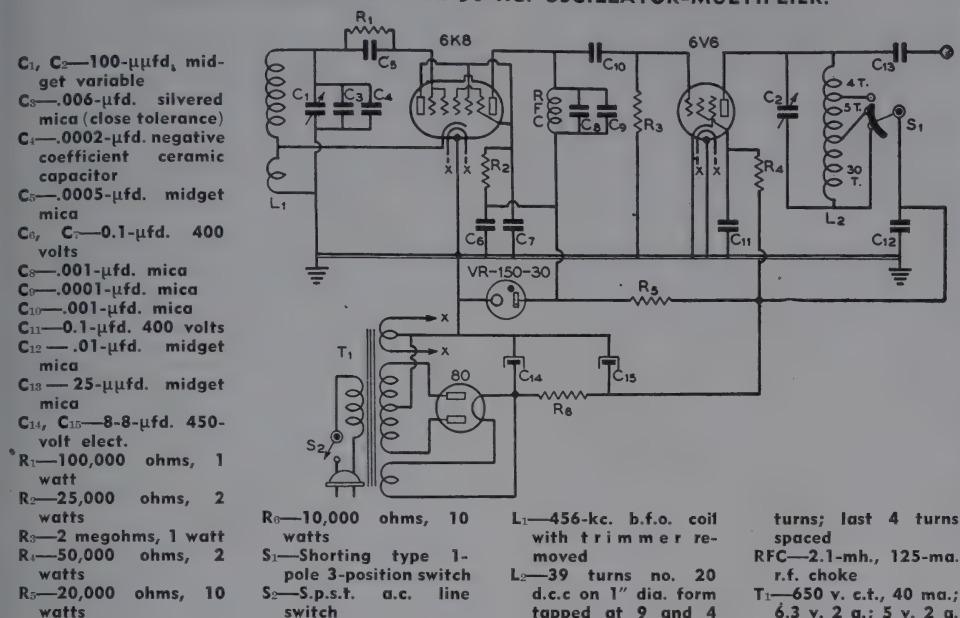 50 KC. OSCILLATOR-MULTIPLIER.
C₁, C₂—100-μμfd. mid-
get variable
C₃—.006-μfd. silvered
mica (close tolerance)
C₄—.0002-μfd. negative
coefficient ceramic
capacitor
C₅—.0005-μfd. midget
mica
C₆, C₇—0.1-μfd. 400
volts
C₈—.001-μfd. mica
C₉—.0001-μfd. mica
C₁₀—.001-μfd. mica
C₁₁—0.1-μfd. 400 volts
C₁₂—.01-μfd. midget
mica
C₁₃—25-μμfd. midget
mica
C₁₄, C₁₅—8-8-μfd. 450-
volt elect.
R₁—100,000 ohms, 1
watt
R₂—25,000 ohms, 2
watts
R₃—2 megohms, 1 watt
R₄—50,000 ohms, 2
watts
R₅—20,000 ohms, 10
watts
R₁
6K8
C₅
C₁
C₃
C₄
L₁
X X
R₂
C₆
C₇
C₁₀
RFC
C₈
C₉
R₃
6V6
X X
R₄
C₁₁
C₂
4 T.
5 T.
30 T.
L₂
C₁₃
S₁
C₁₂
VR-150-30
R₅
X
X
T₁
80
C₁₄
C₁₅
R₆
S₂
R₆—10,000 ohms, 10
watts
S₁—Shorting type 1-
pole 3-position switch
S₂—S.p.s.t. a.c. line
switch
L₁—456-kc. b.f.o. coil
with trimmer re-
moved
L₂—39 turns no. 20
d.c.c on 1" dia. form
tapped at 9 and 4
turns; last 4 turns
spaced
RFC—2.1-mh., 125-ma.
r.f. choke
T₁—650 v. c.t., 40 ma.;
6.3 v. 2 a.; 5 v. 2 a.